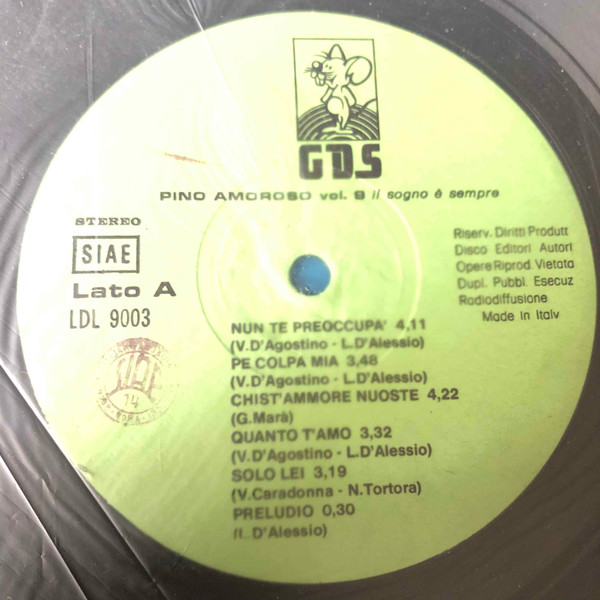 GDS
PINO AMOROSO vol. 9 il sogno è sempre
STEREO
SIAE
Lato A
LDL 9003
Riserv. Diritti Produtt
Disco Editori Autori
Opere Riprod. Vietata
Dupl. Pubbl. Esecuz
Radiodiffusione
Made in Italy
NUN TE PREOCCUPA' 4,11
(V.D'Agostino - L.D'Alessio)
PE COLPA MIA 3,48
(V.D'Agostino - L.D'Alessio)
CHIST'AMMORE NUOSTE 4,22
(G.Marà)
QUANTO T'AMO 3,32
(V.D'Agostino - L.D'Alessio)
SOLO LEI 3,19
(V.Caradonna - N.Tortora)
PRELUDIO 0,30
(L.D'Alessio)
14